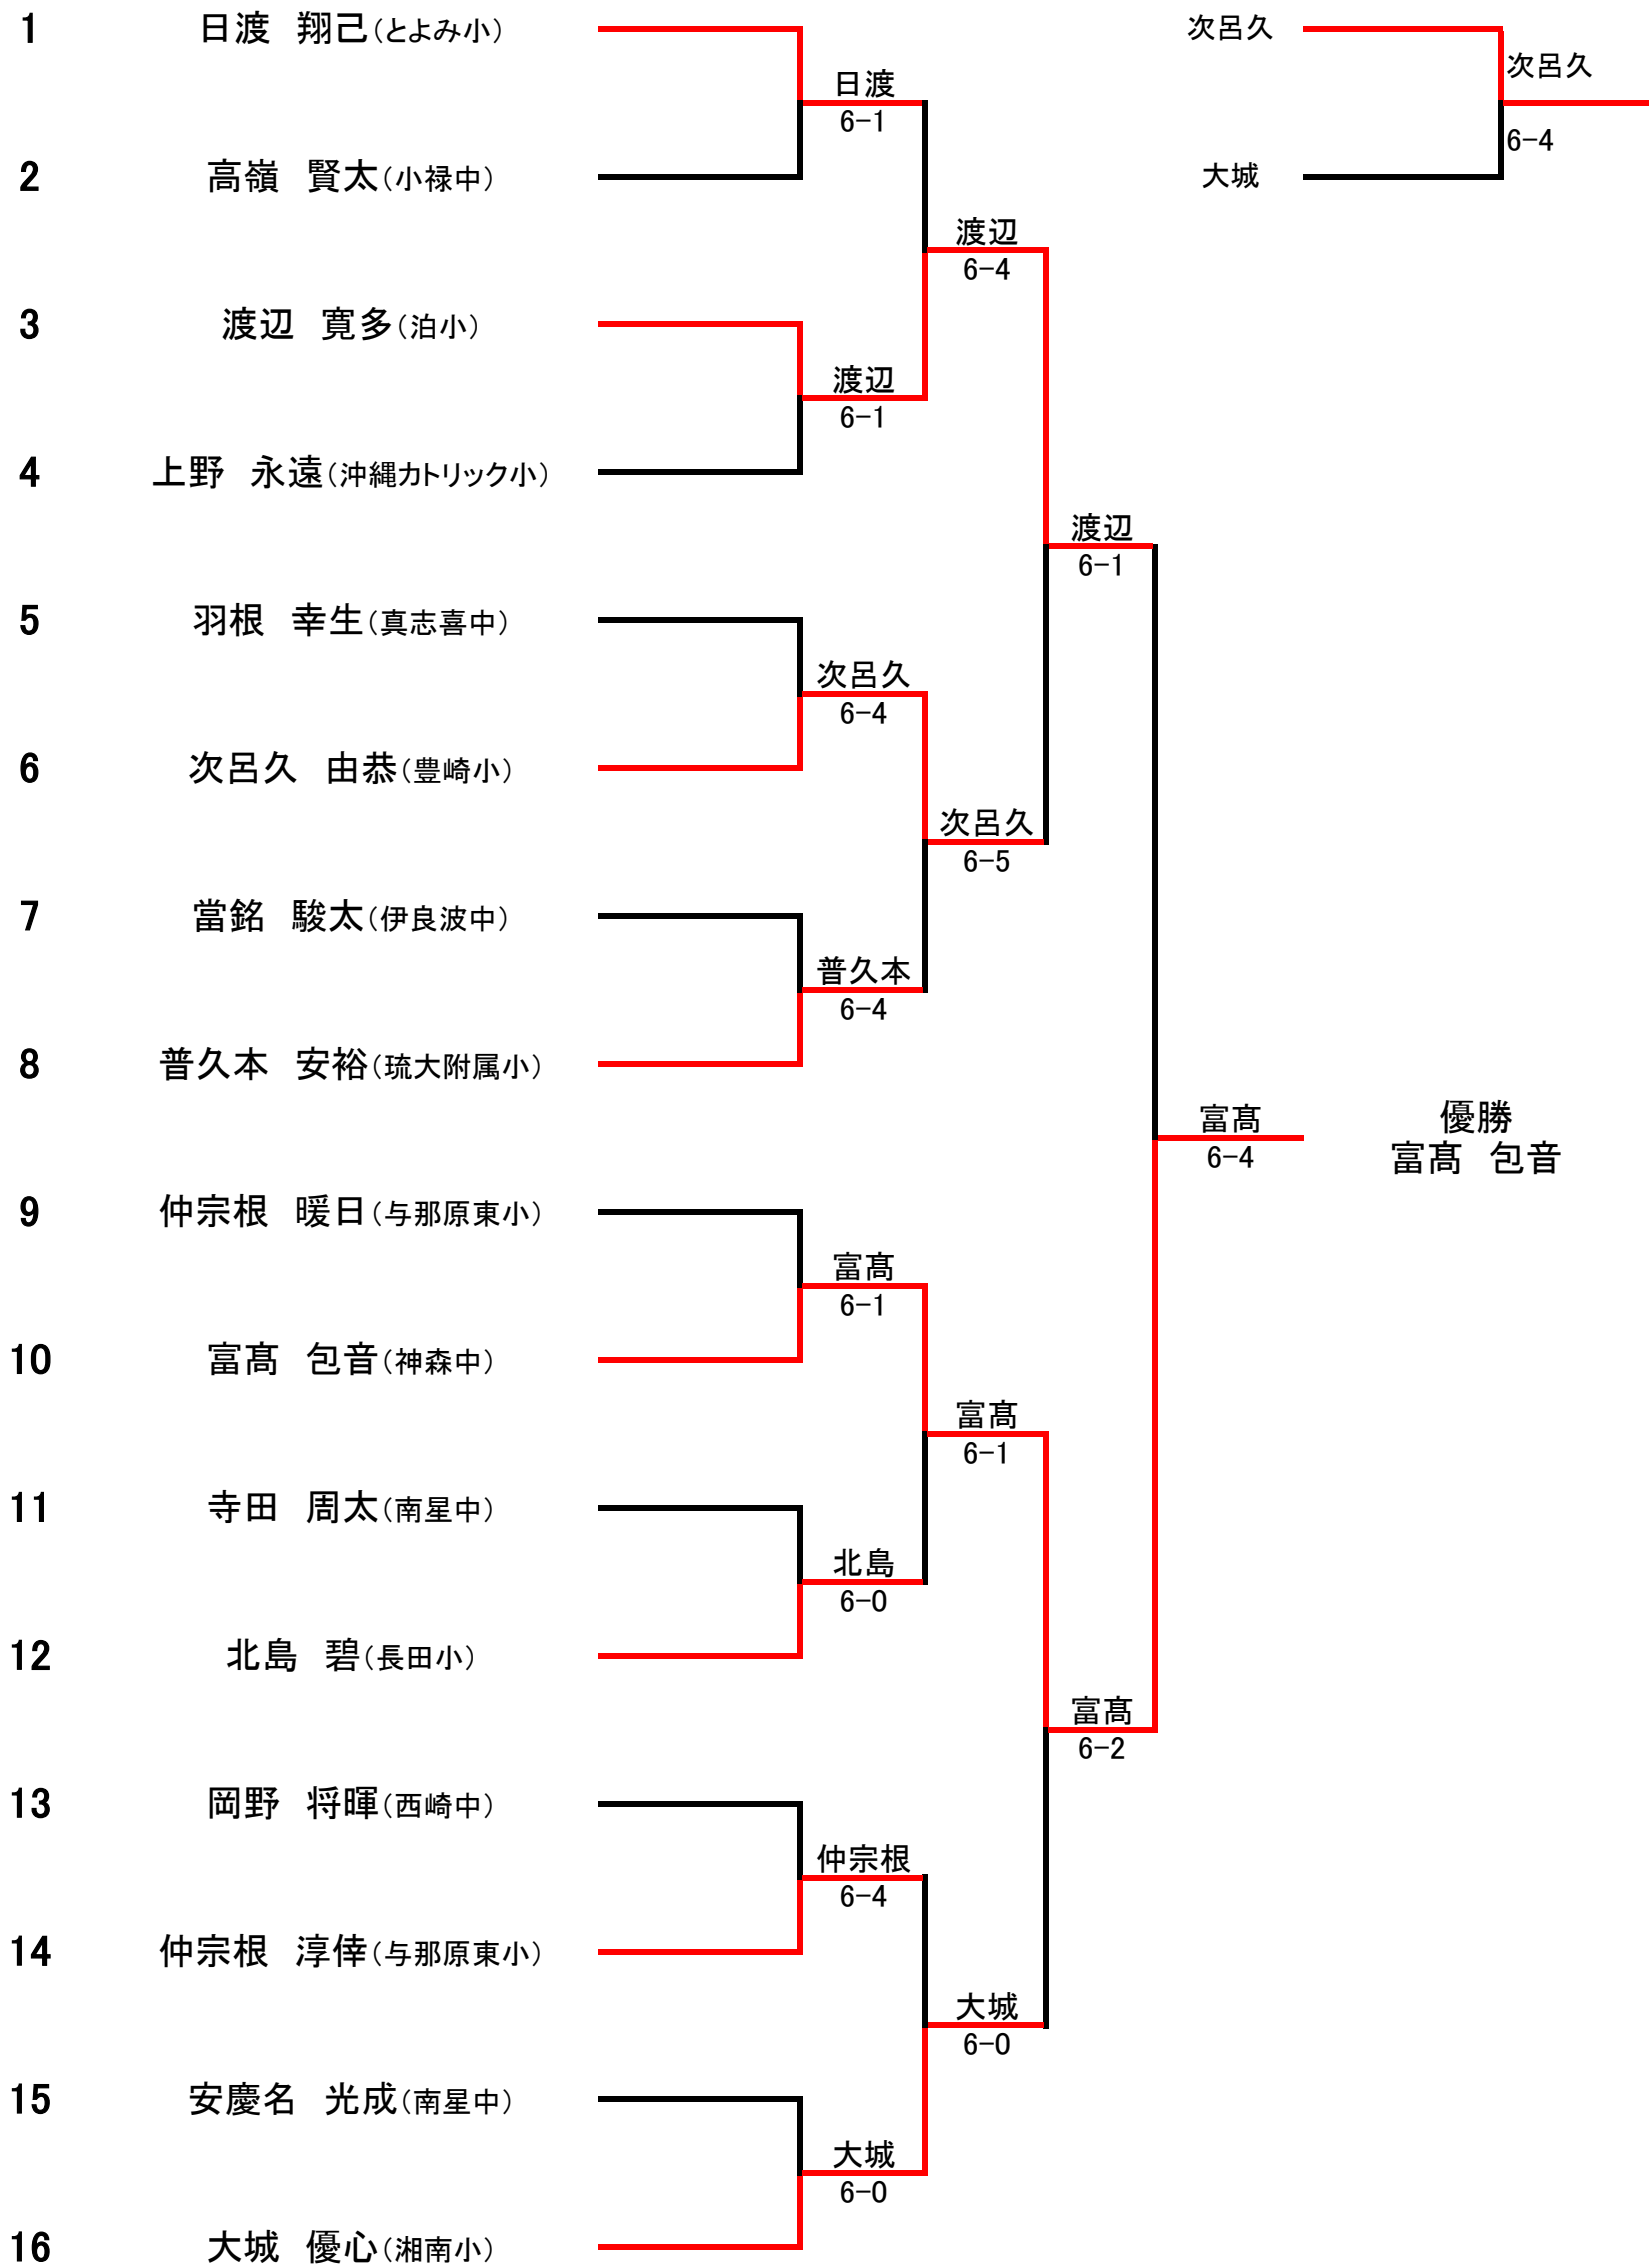 1 日渡 翔己(とよみ小)
次呂久
次呂久
日渡
6-1
6-4
2 高嶺 賢太(小禄中)
大城
渡辺
6-4
3 渡辺 寛多(泊小)
渡辺
6-1
4 上野 永遠(沖縄カトリック小)
渡辺
6-1
5 羽根 幸生(真志喜中)
次呂久
6-4
6 次呂久 由恭(豊崎小)
次呂久
6-5
7 當銘 駿太(伊良波中)
普久本
6-4
8 普久本 安裕(琉大附属小)
富髙
6-4
優勝
富髙 包音
9 仲宗根 暖日(与那原東小)
富髙
6-1
10 富髙 包音(神森中)
富髙
6-1
11 寺田 周太(南星中)
北島
6-0
12 北島 碧(長田小)
富髙
6-2
13 岡野 将暉(西崎中)
仲宗根
6-4
14 仲宗根 淳倖(与那原東小)
大城
6-0
15 安慶名 光成(南星中)
大城
6-0
16 大城 優心(湘南小)